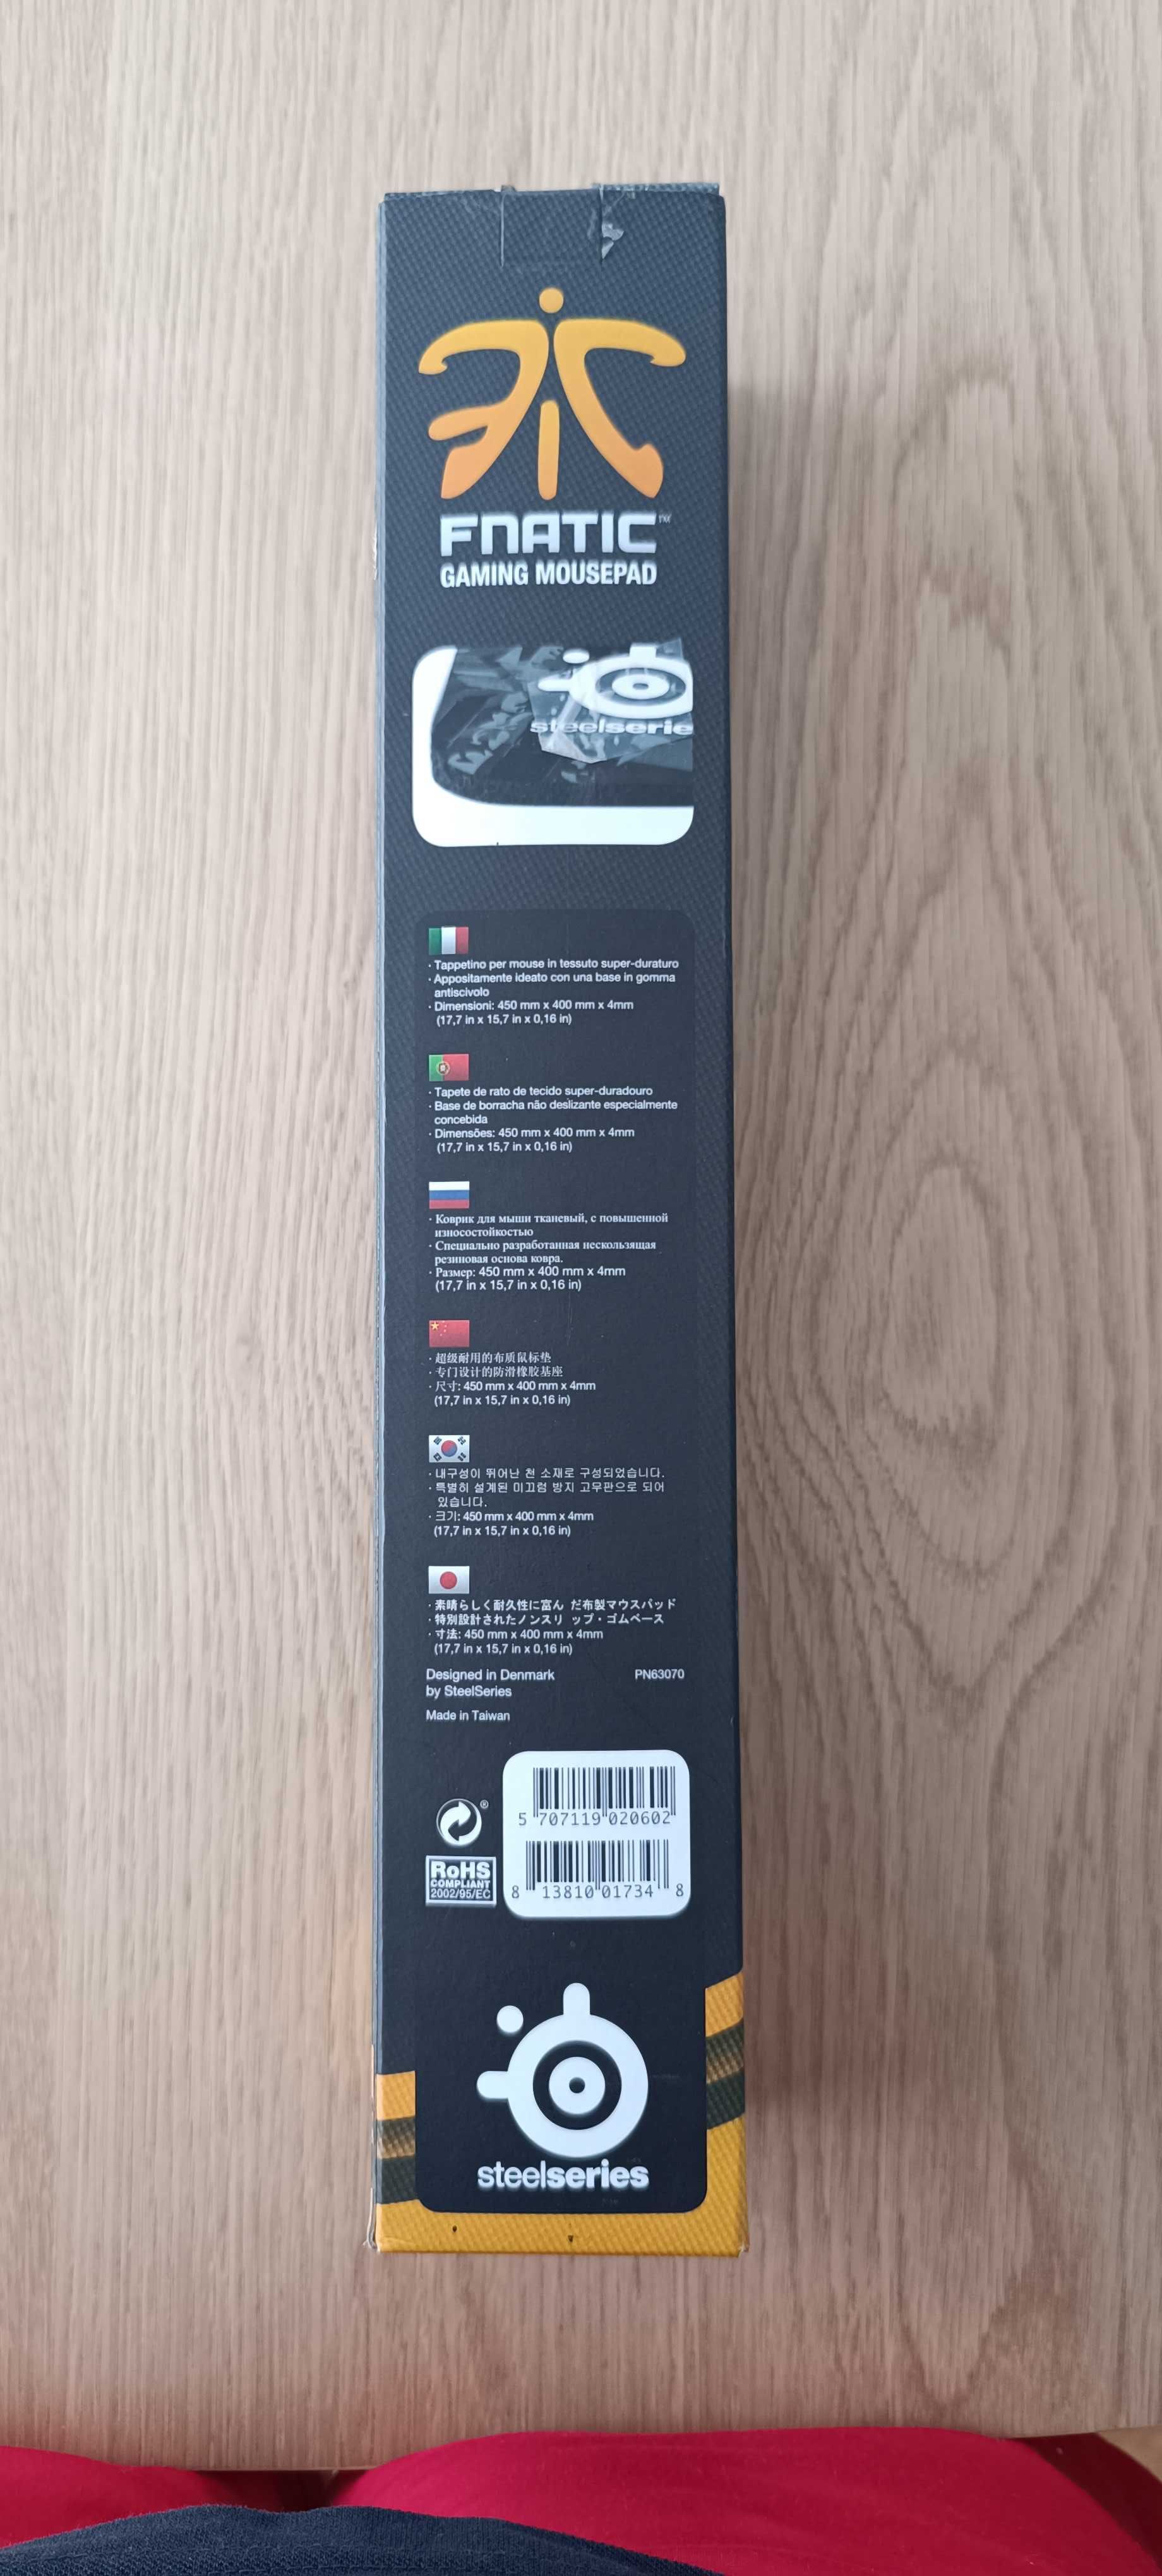 FNATIC™
GAMING MOUSEPAD
steelserie
· Tappetino per mouse in tessuto super-duraturo
· Appositamente ideato con una base in gomma
antiscivolo
· Dimensioni: 450 mm x 400 mm x 4mm
(17,7 in x 15,7 in x 0,16 in)
· Tapete de rato de tecido super-duradouro
· Base de borracha não deslizante especialmente
concebida
· Dimensões: 450 mm x 400 mm x 4mm
(17,7 in x 15,7 in x 0,16 in)
· Коврик для мыши тканевый, с повышенной
износостойкостью
· Специально разработанная нескользящая
резиновая основа ковра.
· Размер: 450 mm x 400 mm x 4mm
(17,7 in x 15,7 in x 0,16 in)
· 超级耐用的布质鼠标垫
· 专门设计的防滑橡胶基座
· 尺寸: 450 mm x 400 mm x 4mm
(17,7 in x 15,7 in x 0,16 in)
· 내구성이 뛰어난 천 소재로 구성되었습니다.
· 특별히 설계된 미끄럼 방지 고무판으로 되어
있습니다.
· 크기: 450 mm x 400 mm x 4mm
(17,7 in x 15,7 in x 0,16 in)
· 素晴らしく耐久性に富ん だ布製マウスパッド
· 特別設計されたノンスリ ップ・ゴムベース
· 寸法: 450 mm x 400 mm x 4mm
(17,7 in x 15,7 in x 0,16 in)
Designed in Denmark PN63070
by SteelSeries
Made in Taiwan
5 707119 020602
®
RoHS
COMPLIANT
2002/95/EC
8 13810 01734 8
steelseries